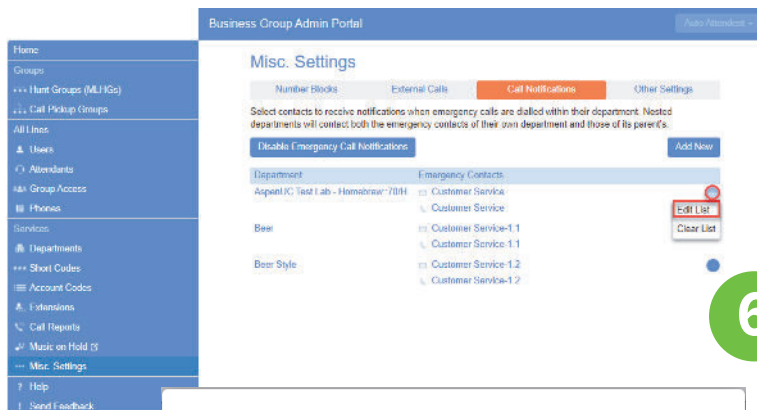 Business Group Admin Portal
Auto Attendant
Home
Groups
Hunt Groups (MLHGs)
Call Pickup Groups
All Lines
Users
Attendants
Group Access
Phones
Services
Departments
Short Codes
Account Codes
Extensions
Call Reports
Music on Hold
Misc. Settings
? Help
! Send Feedback
Misc. Settings
Number Blocks External Calls Call Notifications Other Settings
Select contacts to receive notifications when emergency calls are dialled within their department. Nested
departments will contact both the emergency contacts of their own department and those of its parent's.
Disable Emergency Call Notifications Add New
Department Emergency Contacts
AspenUC Test Lab - Homebrew::70/H Customer Service
Customer Service
Edit List
Clear List
Beer Customer Service-1.1
Customer Service-1.1
Beer Style Customer Service-1.2
Customer Service-1.2
6